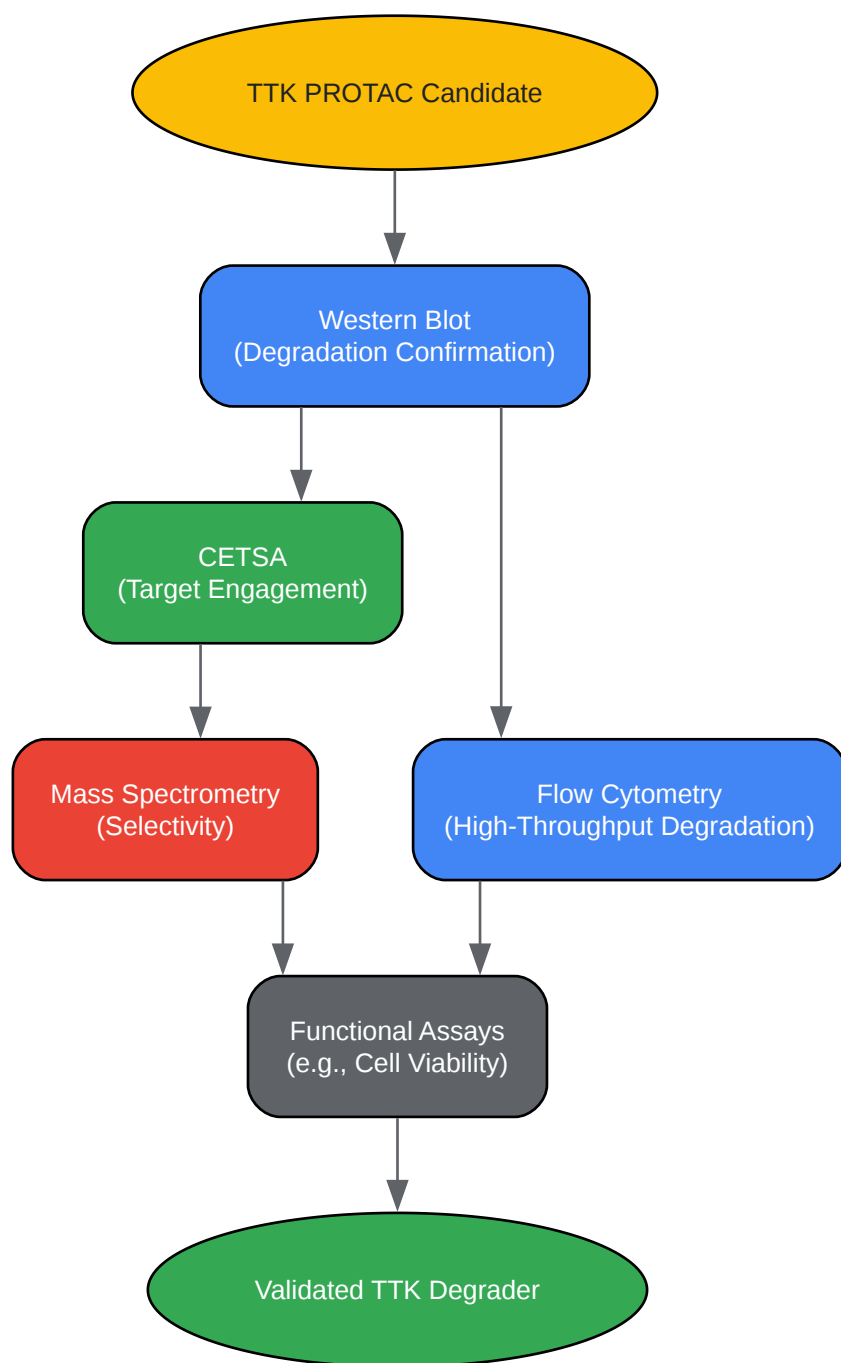 TTK PROTAC Candidate
Western Blot
(Degradation Confirmation)
CETSA
(Target Engagement)
Mass Spectrometry
(Selectivity)
Flow Cytometry
(High-Throughput Degradation)
Functional Assays
(e.g., Cell Viability)
Validated TTK Degrader